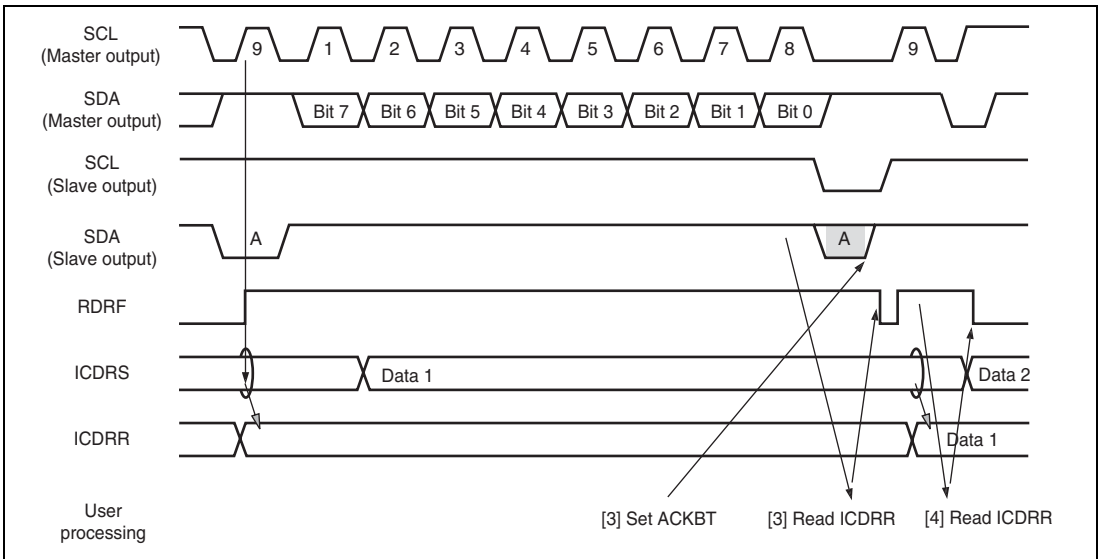 SCL
(Master output)
9 1 2 3 4 5 6 7 8 9
SDA
(Master output)
Bit 7 Bit 6 Bit 5 Bit 4 Bit 3 Bit 2 Bit 1 Bit 0
SCL
(Slave output)
SDA
(Slave output)
A A
RDRF
ICDRS
Data 1 Data 2
ICDRR
Data 1
User
processing
[3] Set ACKBT [3] Read ICDRR [4] Read ICDRR